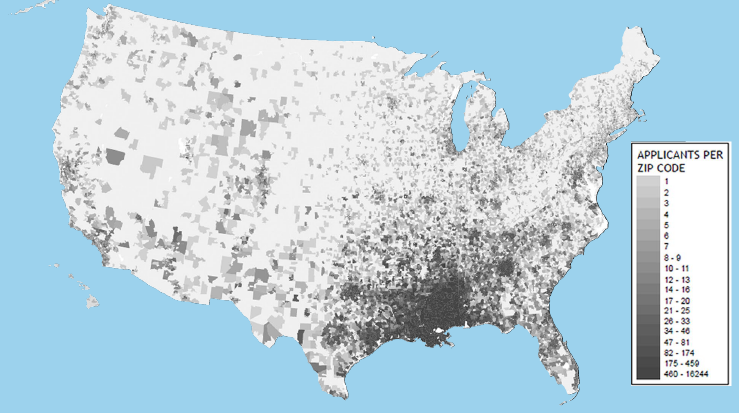 APPLICANTS PER
ZIP CODE
1
2
3
4
5
6
7
8 - 9
10 - 11
12 - 13
14 - 16
17 - 20
21 - 25
26 - 33
34 - 46
47 - 81
82 - 174
175 - 459
460 - 16244